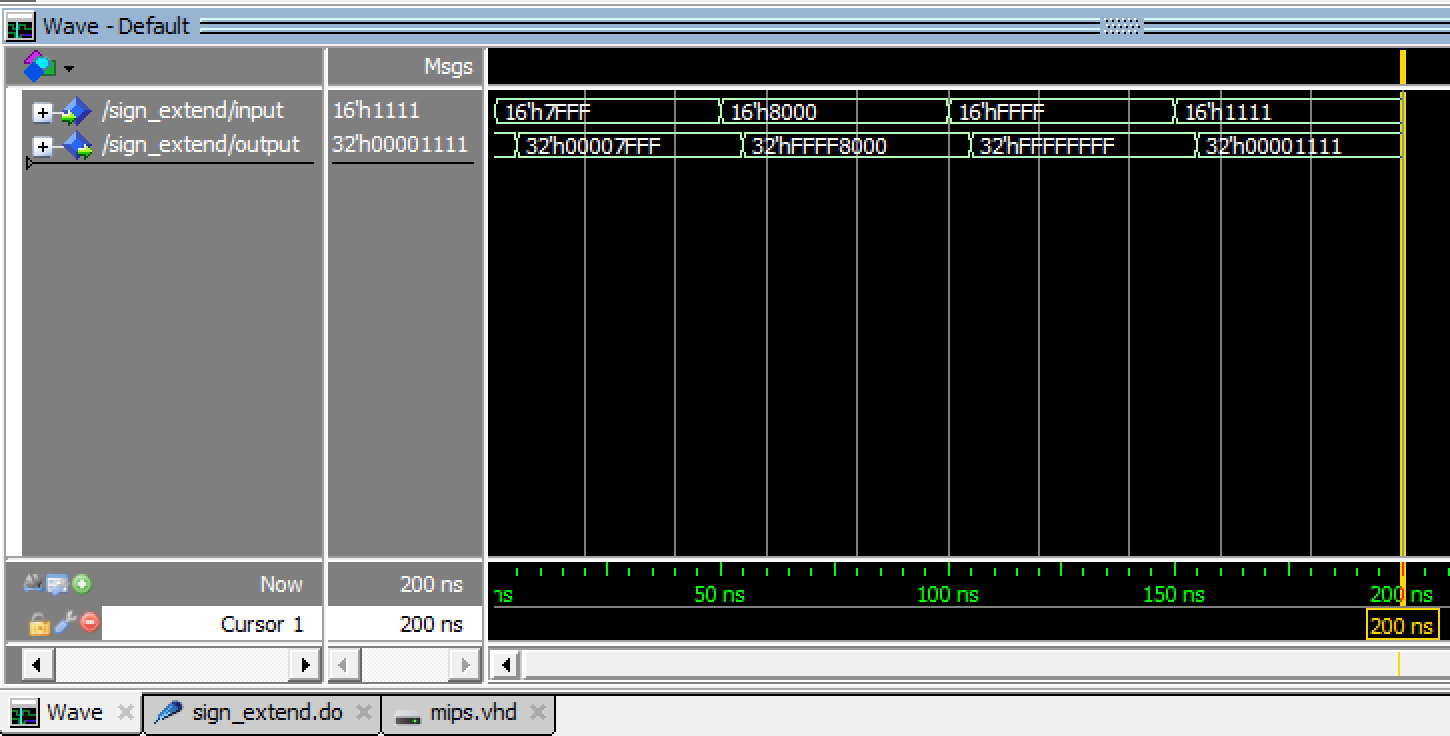 Wave - Default
Msgs
/sign_extend/input 16'h1111 16'h7FFF 16'h8000 16'hFFFF 16'h1111
/sign_extend/output 32'h00001111 32'h00007FFF 32'hFFFF8000 32'hFFFFFFFF 32'h00001111
Now 200 ns ns 50 ns 100 ns 150 ns 200 ns
Cursor 1 200 ns 200 ns
Wave sign_extend.do mips.vhd